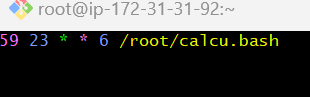 root@ip-172-31-31-92:~
59 23 * * 6 /root/calcu.bash